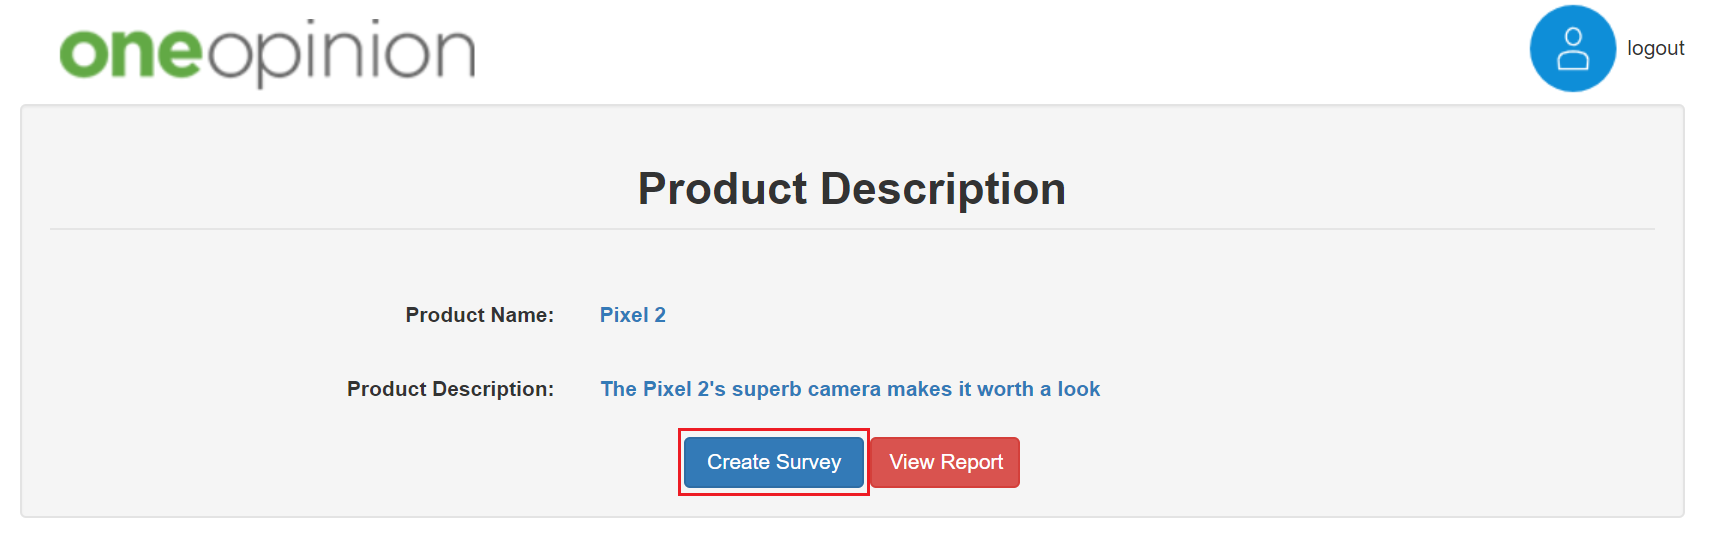 oneopinion
logout
Product Description
Product Name: Pixel 2
Product Description: The Pixel 2's superb camera makes it worth a look
Create Survey View Report